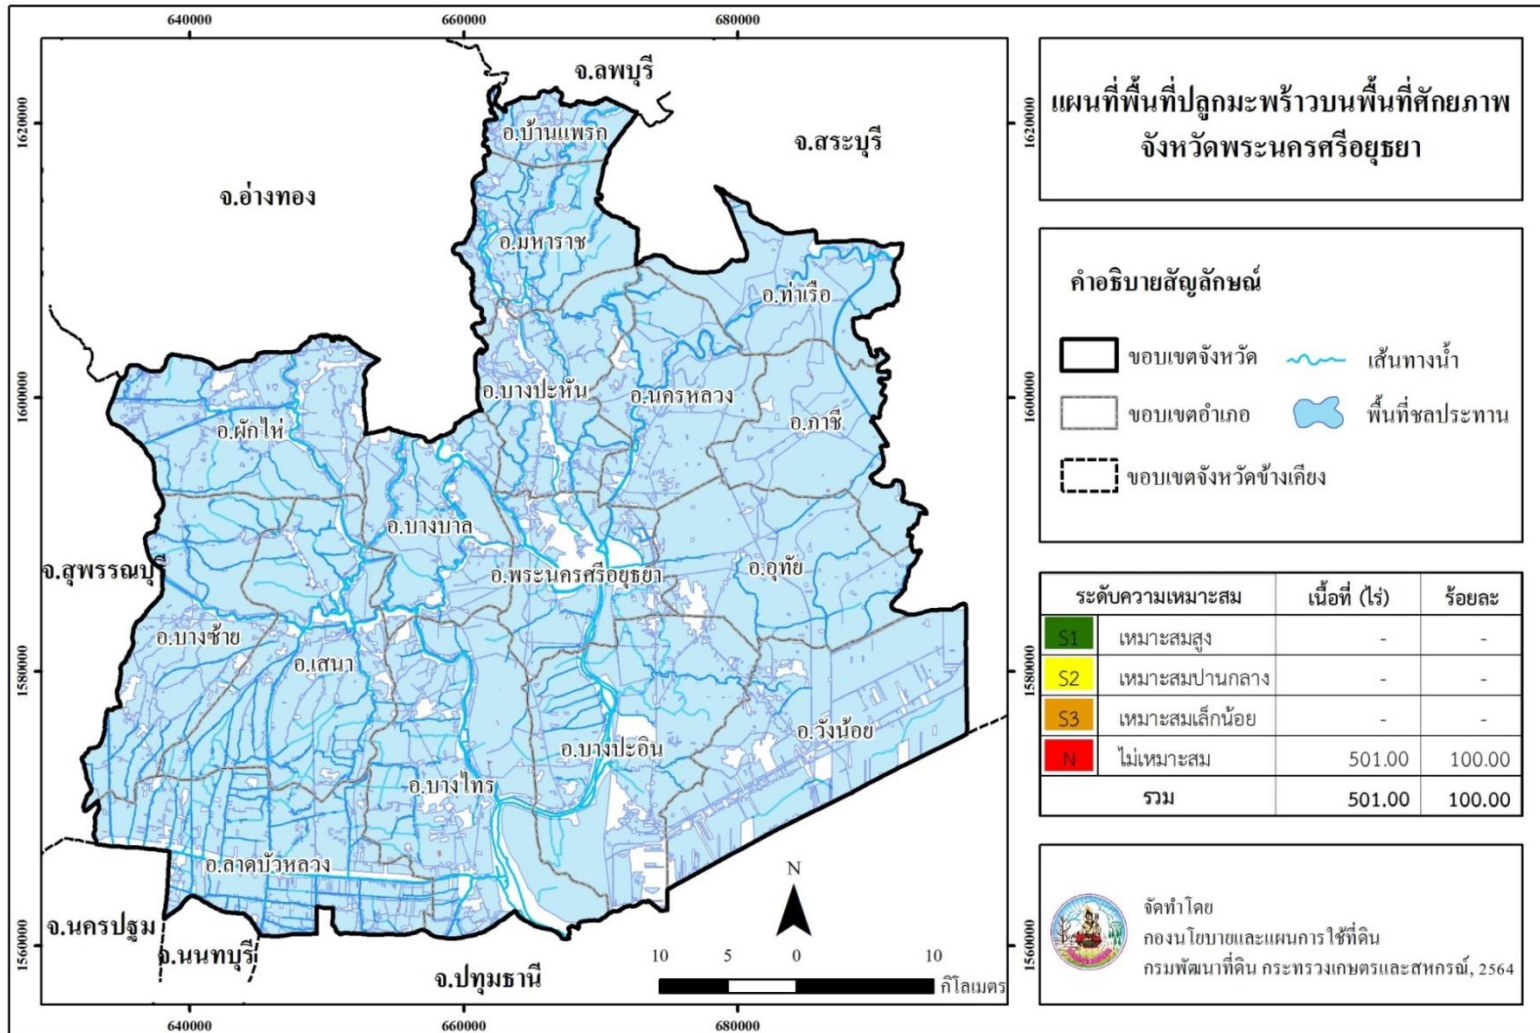 640000 660000 680000
แผนที่พื้นที่ปลูกมะพร้าวบนพื้นที่ศักยภาพ
จังหวัดพระนครศรีอยุธยา
จ.ลพบุรี
จ.สระบุรี
จ.อ่างทอง
1620000
1620000
อ.บ้านแพรก
อ.มหาราช
อ.ท่าเรือ
อ.บางปะหัน
อ.นครหลวง
อ.ภาชี
อ.ผักไห่
1600000
1600000
อ.บางบาล
อ.พระนครศรีอยุธยา
อ.อุทัย
จ.สุพรรณบุรี
อ.บางซ้าย
อ.เสนา
1580000
1580000
อ.วังน้อย
อ.บางปะอิน
อ.บางไทร
อ.ลาดบัวหลวง
จ.นครปฐม
จ.นนทบุรี
จ.ปทุมธานี
1560000
1560000
N
10 5 0 10
กิโลเมตร
640000 660000 680000
คำอธิบายสัญลักษณ์
ขอบเขตจังหวัด เส้นทางน้ำ
ขอบเขตอำเภอ พื้นที่ชลประทาน
ขอบเขตจังหวัดข้างเคียง
ระดับความเหมาะสม เนื้อที่ (ไร่) ร้อยละ
S1 เหมาะสมสูง - -
S2 เหมาะสมปานกลาง - -
S3 เหมาะสมเล็กน้อย - -
N ไม่เหมาะสม 501.00 100.00
รวม 501.00 100.00
จัดทำโดย
กองนโยบายและแผนการใช้ที่ดิน
กรมพัฒนาที่ดิน กระทรวงเกษตรและสหกรณ์, 2564